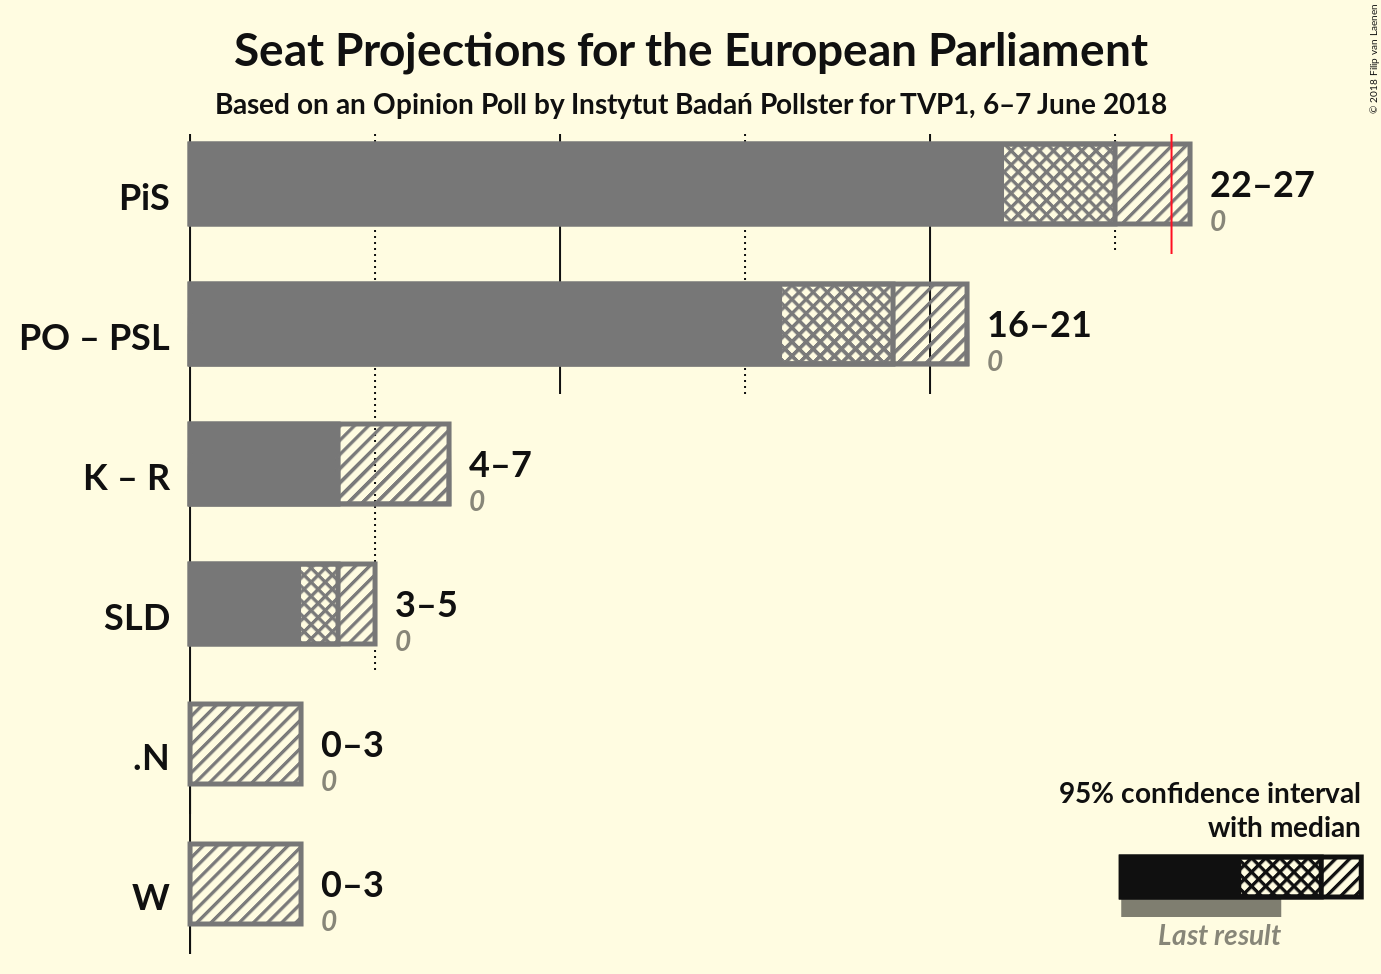 Seat Projections for the European Parliament
Based on an Opinion Poll by Instytut Badań Pollster for TVP1, 6–7 June 2018
© 2018 Filip van Laenen
PiS
22–27
0
PO – PSL
16–21
0
K – R
4–7
0
SLD
3–5
0
.N
0–3
0
W
0–3
0
95% confidence interval
with median
Last result